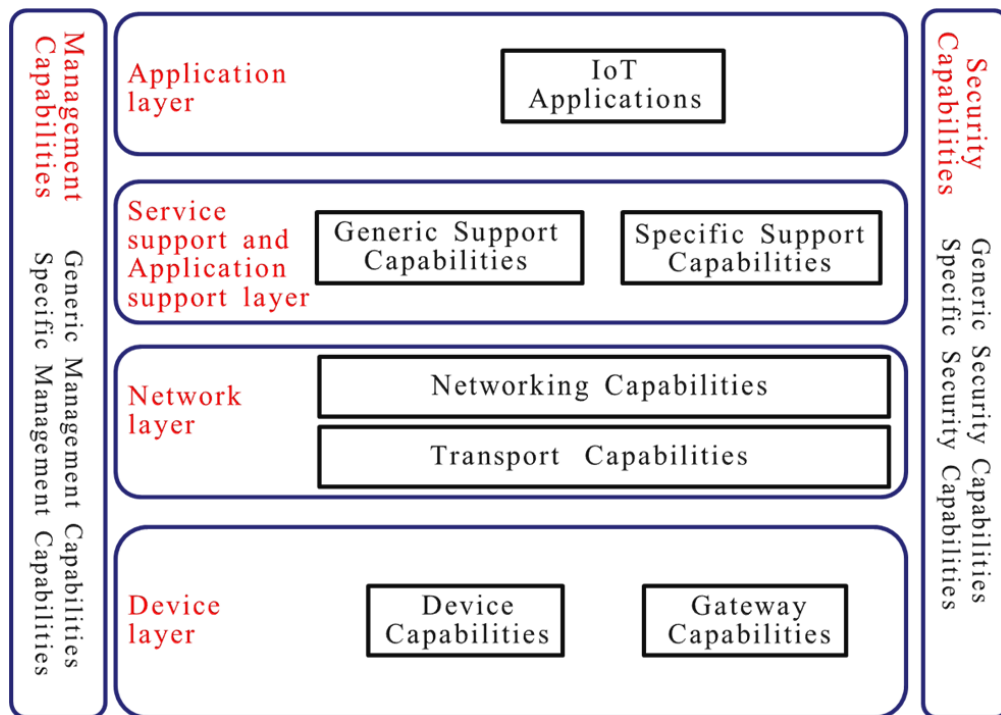 Management
Capabilities
Generic Management Capabilities
Specific Management Capabilities
Application
layer
IoT
Applications
Service
support and
Application
support layer
Generic Support
Capabilities
Specific Support
Capabilities
Network
layer
Networking Capabilities
Transport Capabilities
Device
layer
Device
Capabilities
Gateway
Capabilities
Security
Capabilities
Generic Security Capabilities
Specific Security Capabilities